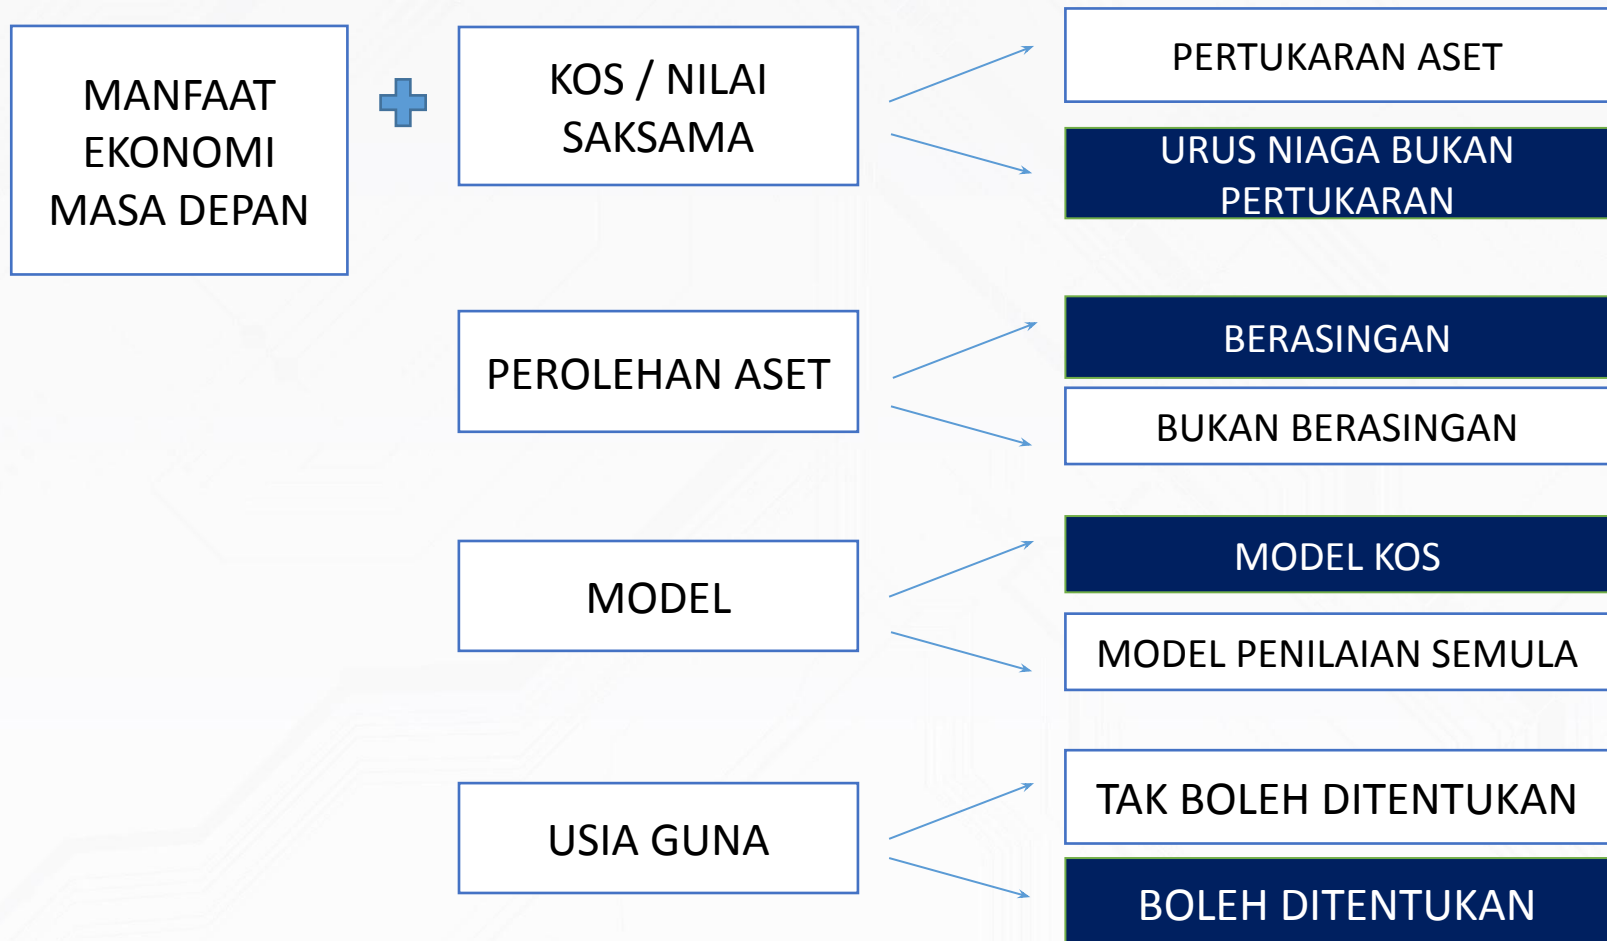 MANFAAT
EKONOMI
MASA DEPAN
KOS / NILAI
SAKSAMA
PERTUKARAN ASET
URUS NIAGA BUKAN
PERTUKARAN
PEROLEHAN ASET
BERASINGAN
BUKAN BERASINGAN
MODEL
MODEL KOS
MODEL PENILAIAN SEMULA
USIA GUNA
TAK BOLEH DITENTUKAN
BOLEH DITENTUKAN